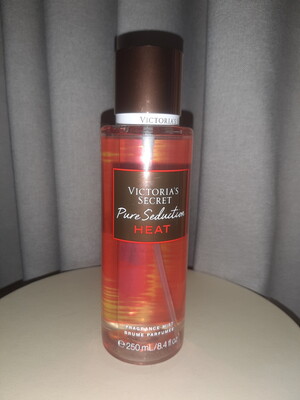 VICTORIA'S
VICTORIA'S
SECRET
Pure Seduction
HEAT
FRAGRANCE MIST
BRUME PARFUMÉE
℮ 250 mL/8.4 fl oz